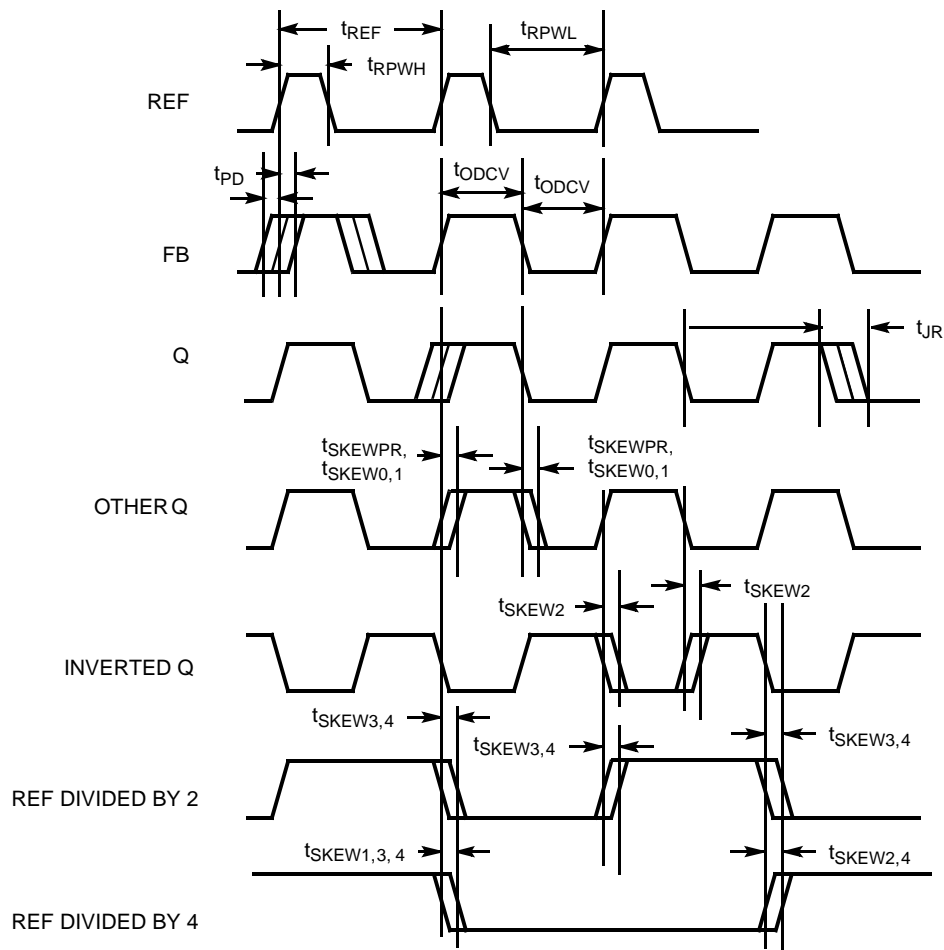 tREF
tRPWL
tRPWH
REF
tPD
tODCV
tODCV
FB
tJR
Q
tSKEWPR,
tSKEW0,1
tSKEWPR,
tSKEW0,1
OTHER Q
tSKEW2
tSKEW2
INVERTED Q
tSKEW3,4
tSKEW3,4
tSKEW3,4
REF DIVIDED BY 2
tSKEW1,3, 4
tSKEW2,4
REF DIVIDED BY 4